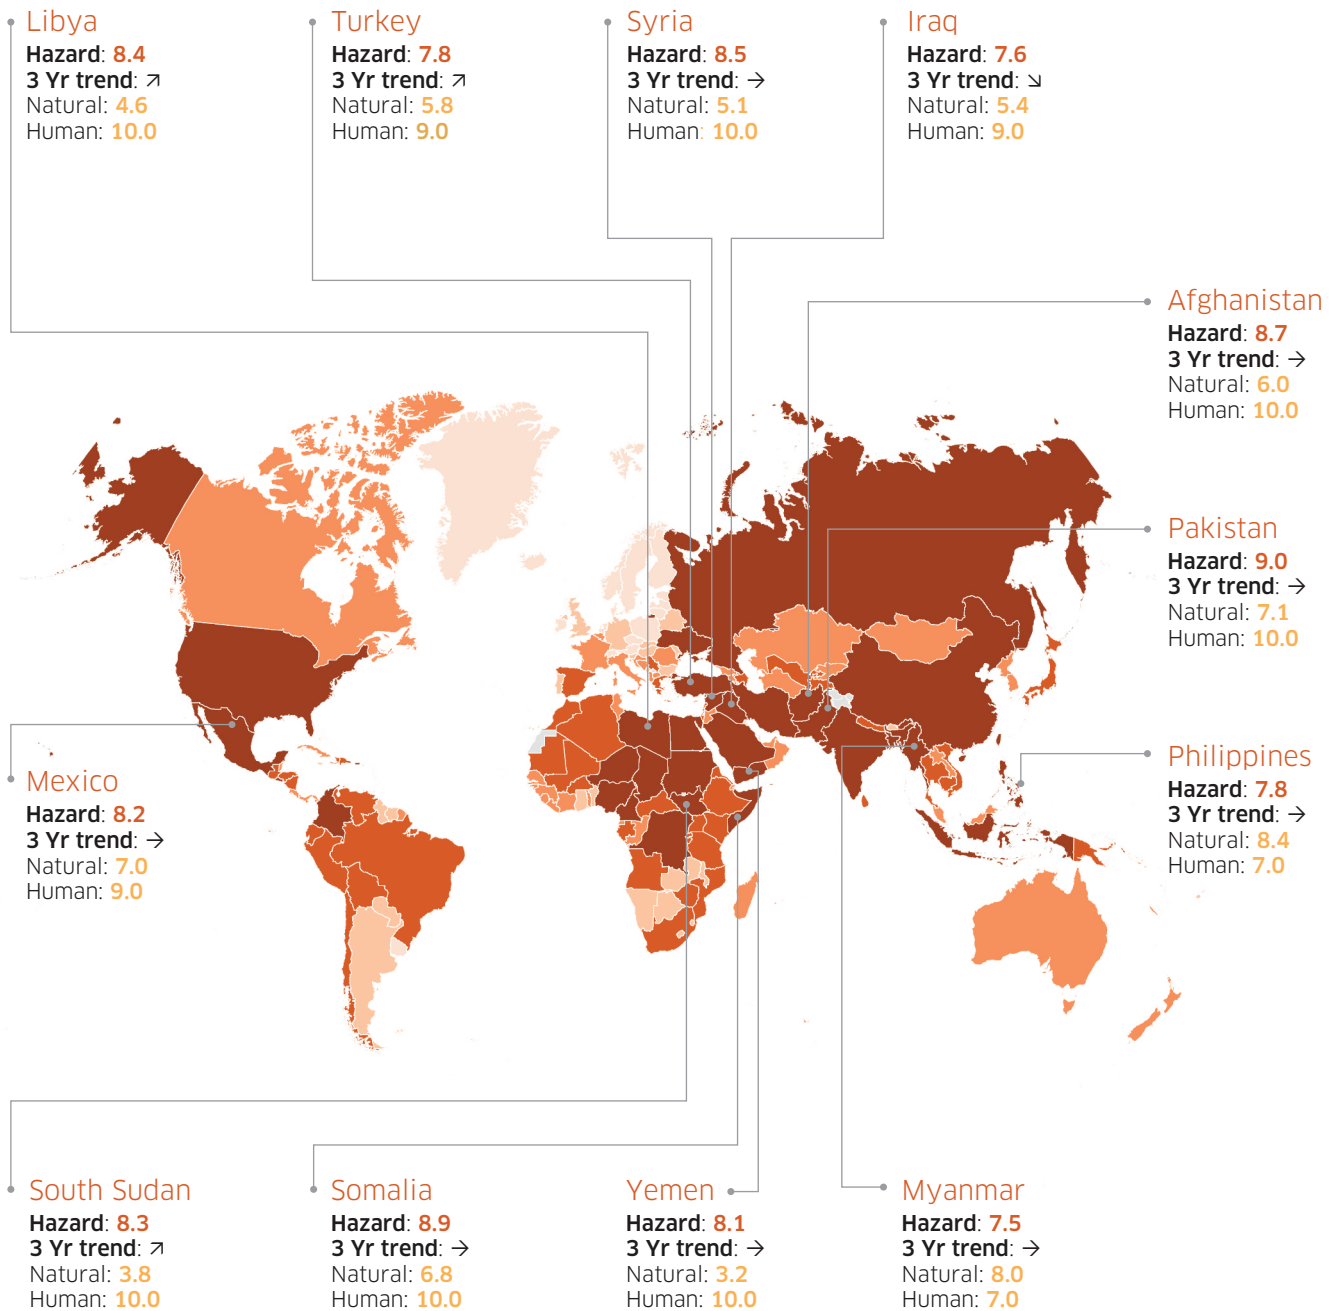 Libya
Hazard: 8.4
3 Yr trend: ↗
Natural: 4.6
Human: 10.0
Turkey
Hazard: 7.8
3 Yr trend: ↗
Natural: 5.8
Human: 9.0
Syria
Hazard: 8.5
3 Yr trend: →
Natural: 5.1
Human: 10.0
Iraq
Hazard: 7.6
3 Yr trend: ↘
Natural: 5.4
Human: 9.0
Afghanistan
Hazard: 8.7
3 Yr trend: →
Natural: 6.0
Human: 10.0
Pakistan
Hazard: 9.0
3 Yr trend: →
Natural: 7.1
Human: 10.0
Philippines
Hazard: 7.8
3 Yr trend: →
Natural: 8.4
Human: 7.0
Mexico
Hazard: 8.2
3 Yr trend: →
Natural: 7.0
Human: 9.0
South Sudan
Hazard: 8.3
3 Yr trend: ↗
Natural: 3.8
Human: 10.0
Somalia
Hazard: 8.9
3 Yr trend: →
Natural: 6.8
Human: 10.0
Yemen
Hazard: 8.1
3 Yr trend: →
Natural: 3.2
Human: 10.0
Myanmar
Hazard: 7.5
3 Yr trend: →
Natural: 8.0
Human: 7.0